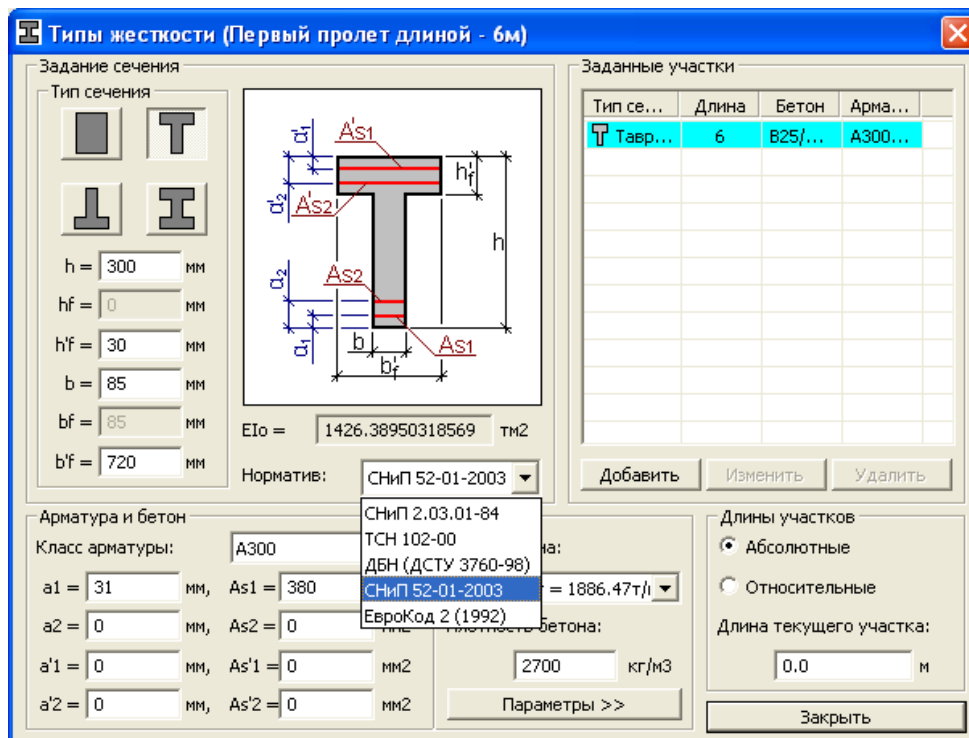 Типы жесткости (Первый пролет длиной - 6м)
Задание сечения
Тип сечения
h = 300 мм
hf = 0 мм
h'f = 30 мм
b = 85 мм
bf = 85 мм
b'f = 720 мм
a'1
A's1
a'2
A's2
h'f
h
a2
As2
a1
b
As1
b'f
EIo = 1426.38950318569 тм2
Норматив: СНиП 52-01-2003
СНиП 2.03.01-84
ТСН 102-00
ДБН (ДСТУ 3760-98)
СНиП 52-01-2003
ЕвроКод 2 (1992)
Заданные участки
Тип се... Длина Бетон Арма...
Тавр... 6 B25/... A300...
Добавить Изменить Удалить
Арматура и бетон
Класс арматуры: A300
a1 = 31 мм, As1 = 380
a2 = 0 мм, As2 = 0
a'1 = 0 мм, As'1 = 0 мм2
a'2 = 0 мм, As'2 = 0 мм2
= 1886.47т/
бетона:
2700 кг/м3
Параметры >>
Длины участков
Абсолютные
Относительные
Длина текущего участка:
0.0 м
Закрыть